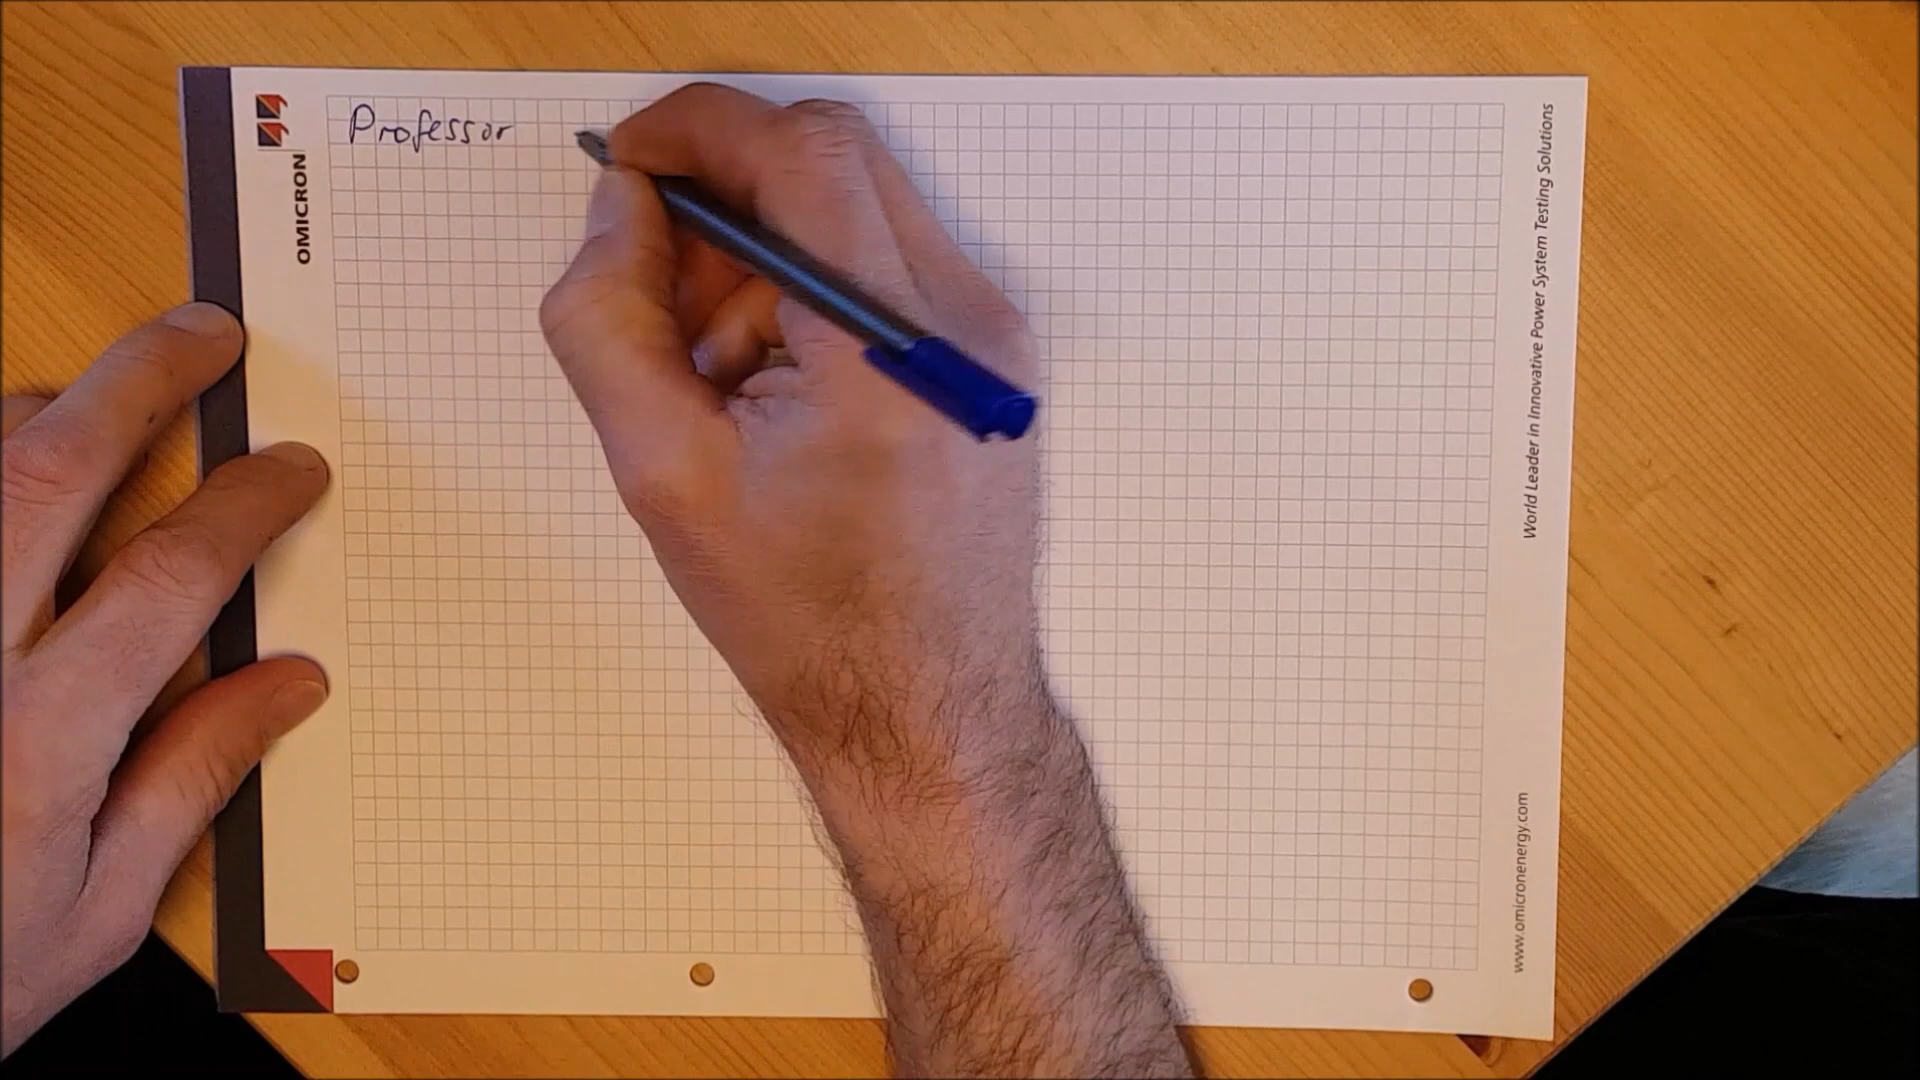 Professor
OMICRON
World Leader in Innovative Power System Testing Solutions
www.omicronenergy.com